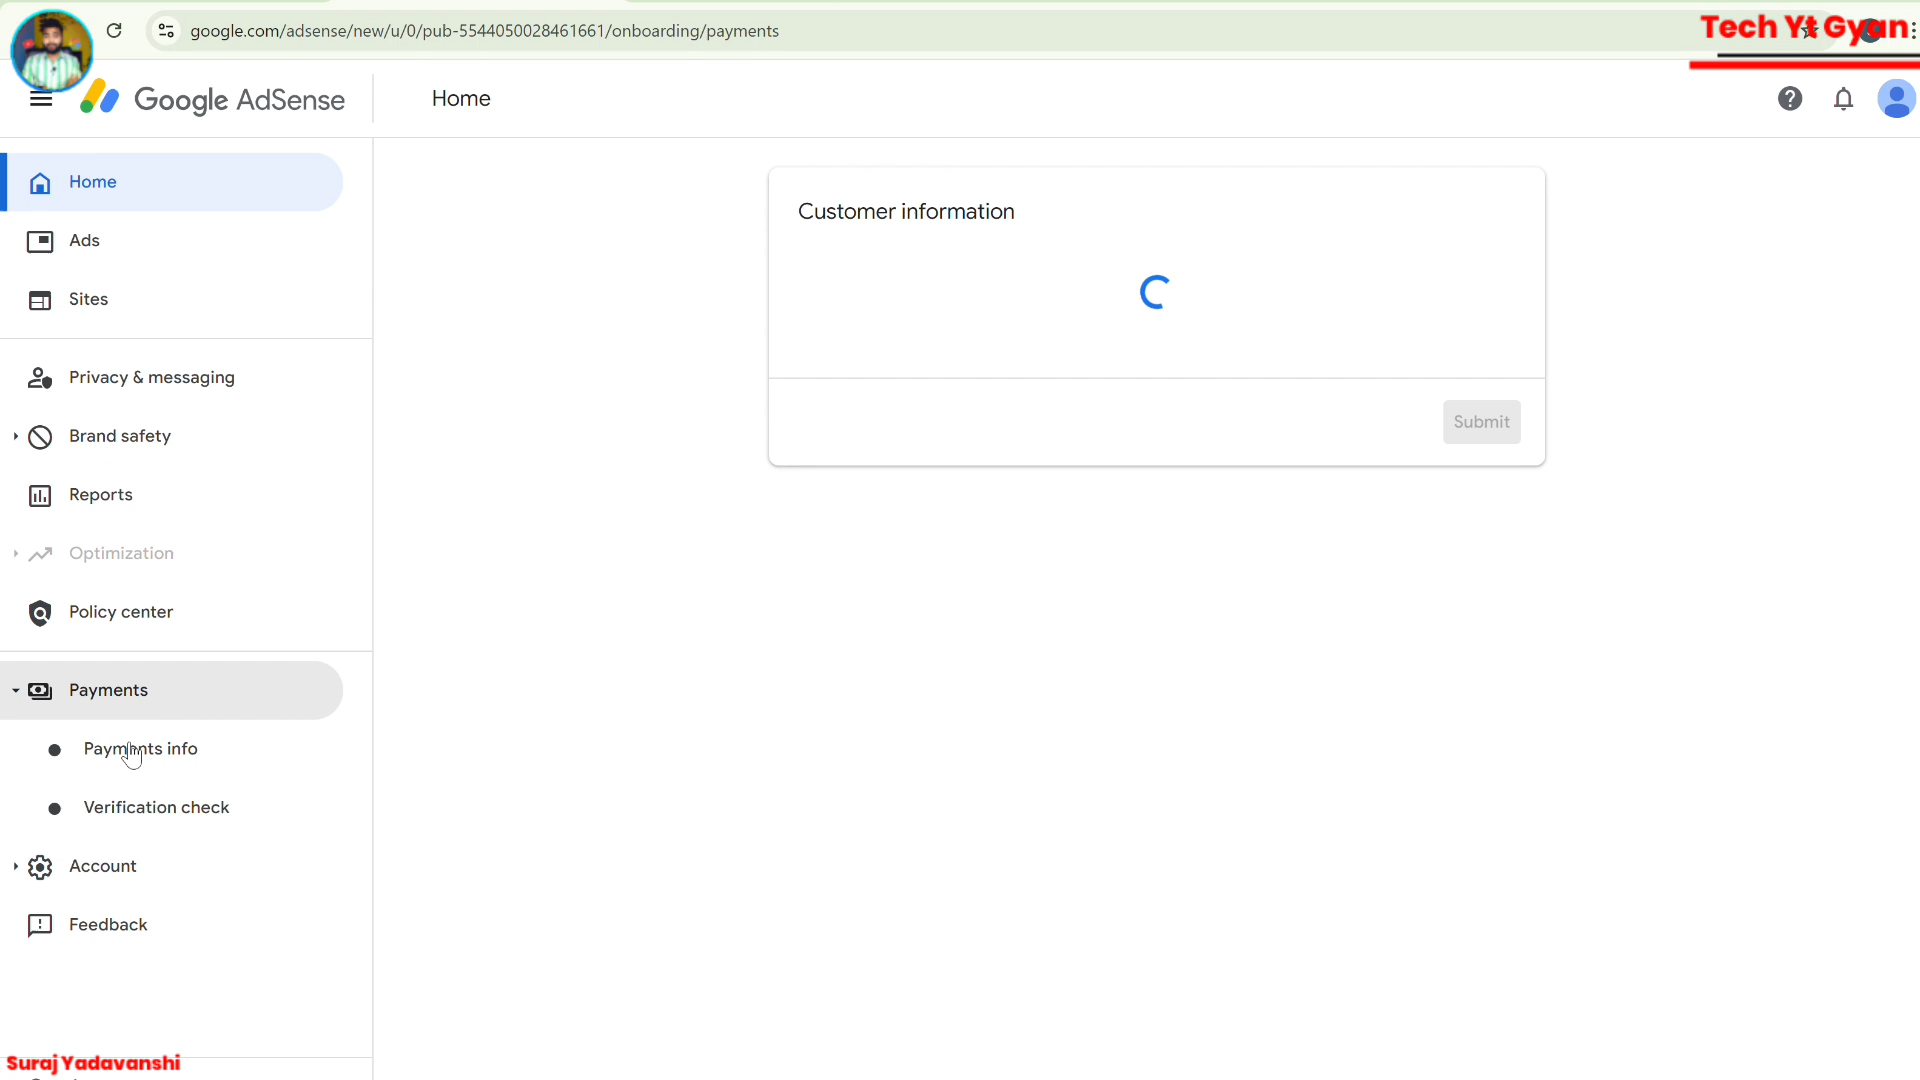 google.com/adsense/new/u/0/pub-5544050028461661/onboarding/payments
Tech Yt Gyan
Google AdSense
Home
Home
Ads
Sites
Privacy & messaging
Brand safety
Reports
Optimization
Policy center
Payments
Payments info
Verification check
Account
Feedback
Customer information
Submit
Suraj Yadavanshi